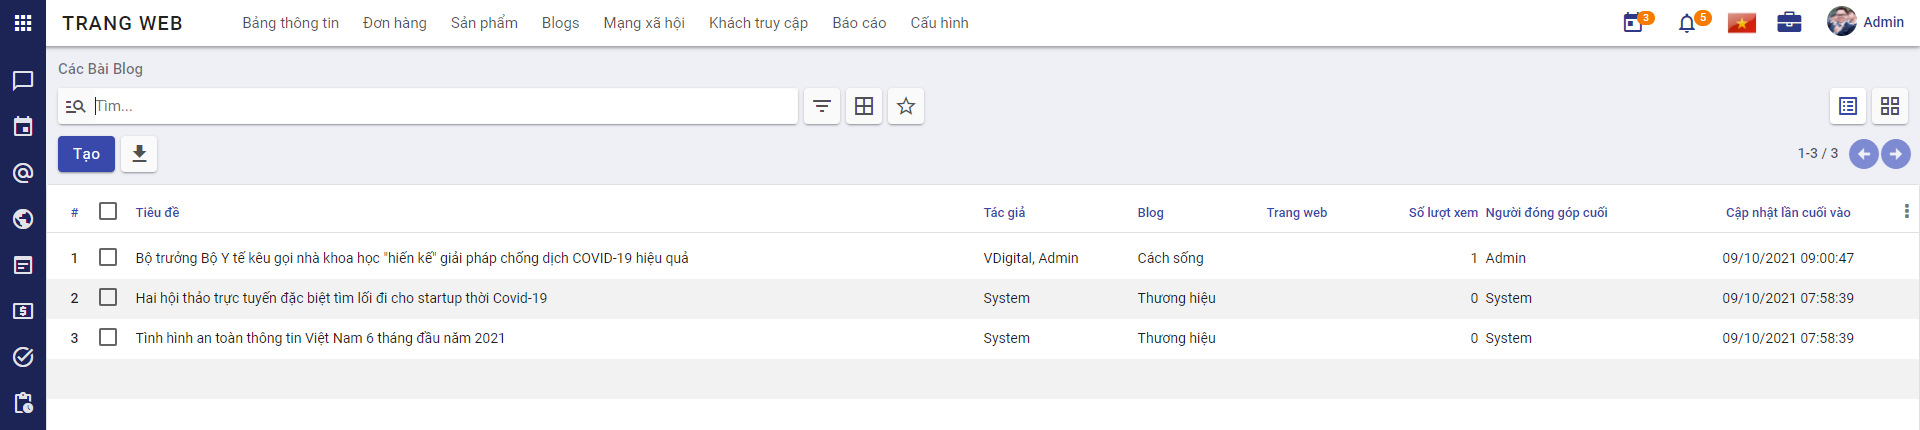 TRANG WEB Bảng thông tin Đơn hàng Sản phẩm Blogs Mạng xã hội Khách truy cập Báo cáo Cấu hình 3 5 Admin
Các Bài Blog
Tìm...
Tạo 1-3 / 3
# Tiêu đề Tác giả Blog Trang web Số lượt xem Người đóng góp cuối Cập nhật lần cuối vào
1 Bộ trưởng Bộ Y tế kêu gọi nhà khoa học "hiến kế" giải pháp chống dịch COVID-19 hiệu quả VDigital, Admin Cách sống 1 Admin 09/10/2021 09:00:47
2 Hai hội thảo trực tuyến đặc biệt tìm lối đi cho startup thời Covid-19 System Thương hiệu 0 System 09/10/2021 07:58:39
3 Tình hình an toàn thông tin Việt Nam 6 tháng đầu năm 2021 System Thương hiệu 0 System 09/10/2021 07:58:39